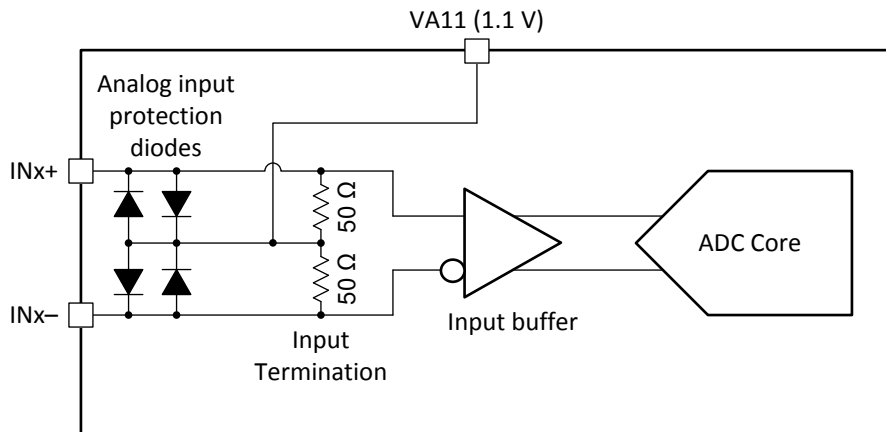 VA11 (1.1 V)
Analog input
protection
diodes
INx+
50 Ω
50 Ω
ADC Core
INx–
Input buffer
Input
Termination